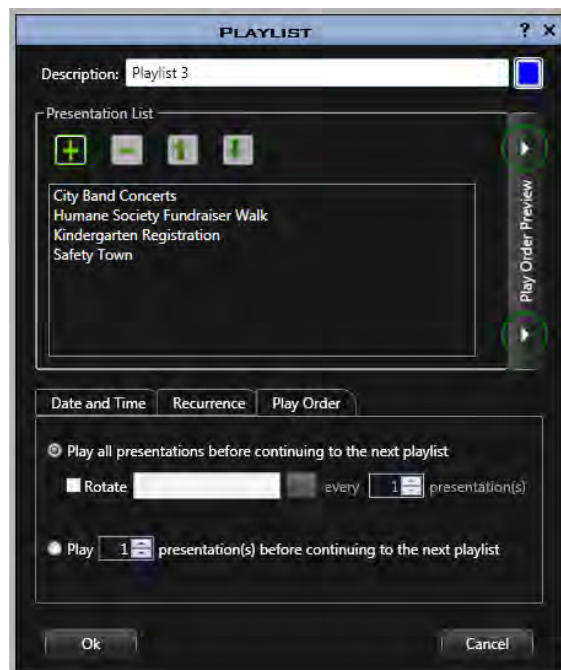 PLAYLIST ? ×
Description: Playlist 3
Presentation List
City Band Concerts
Humane Society Fundraiser Walk
Kindergarten Registration
Safety Town
Play Order Preview
Date and Time Recurrence Play Order
Play all presentations before continuing to the next playlist
Rotate every 1 presentation(s)
Play 1 presentation(s) before continuing to the next playlist
Ok Cancel